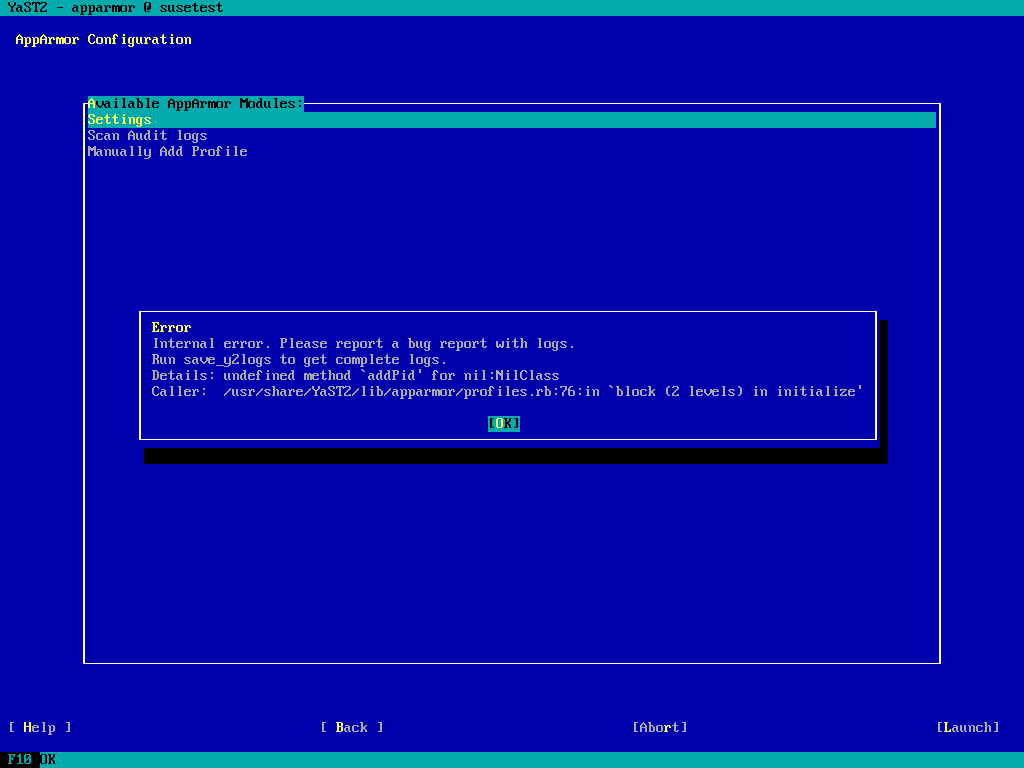 YaST2 - apparmor @ susetest
AppArmor Configuration
Available AppArmor Modules:
Settings
Scan Audit logs
Manually Add Profile
Error
Internal error. Please report a bug report with logs.
Run save_y2logs to get complete logs.
Details: undefined method `addPid' for nil:NilClass
Caller:  /usr/share/YaST2/lib/apparmor/profiles.rb:76:in `block (2 levels) in initialize'
[OK]
[ Help ] [ Back ] [Abort] [Launch]
F10 OK